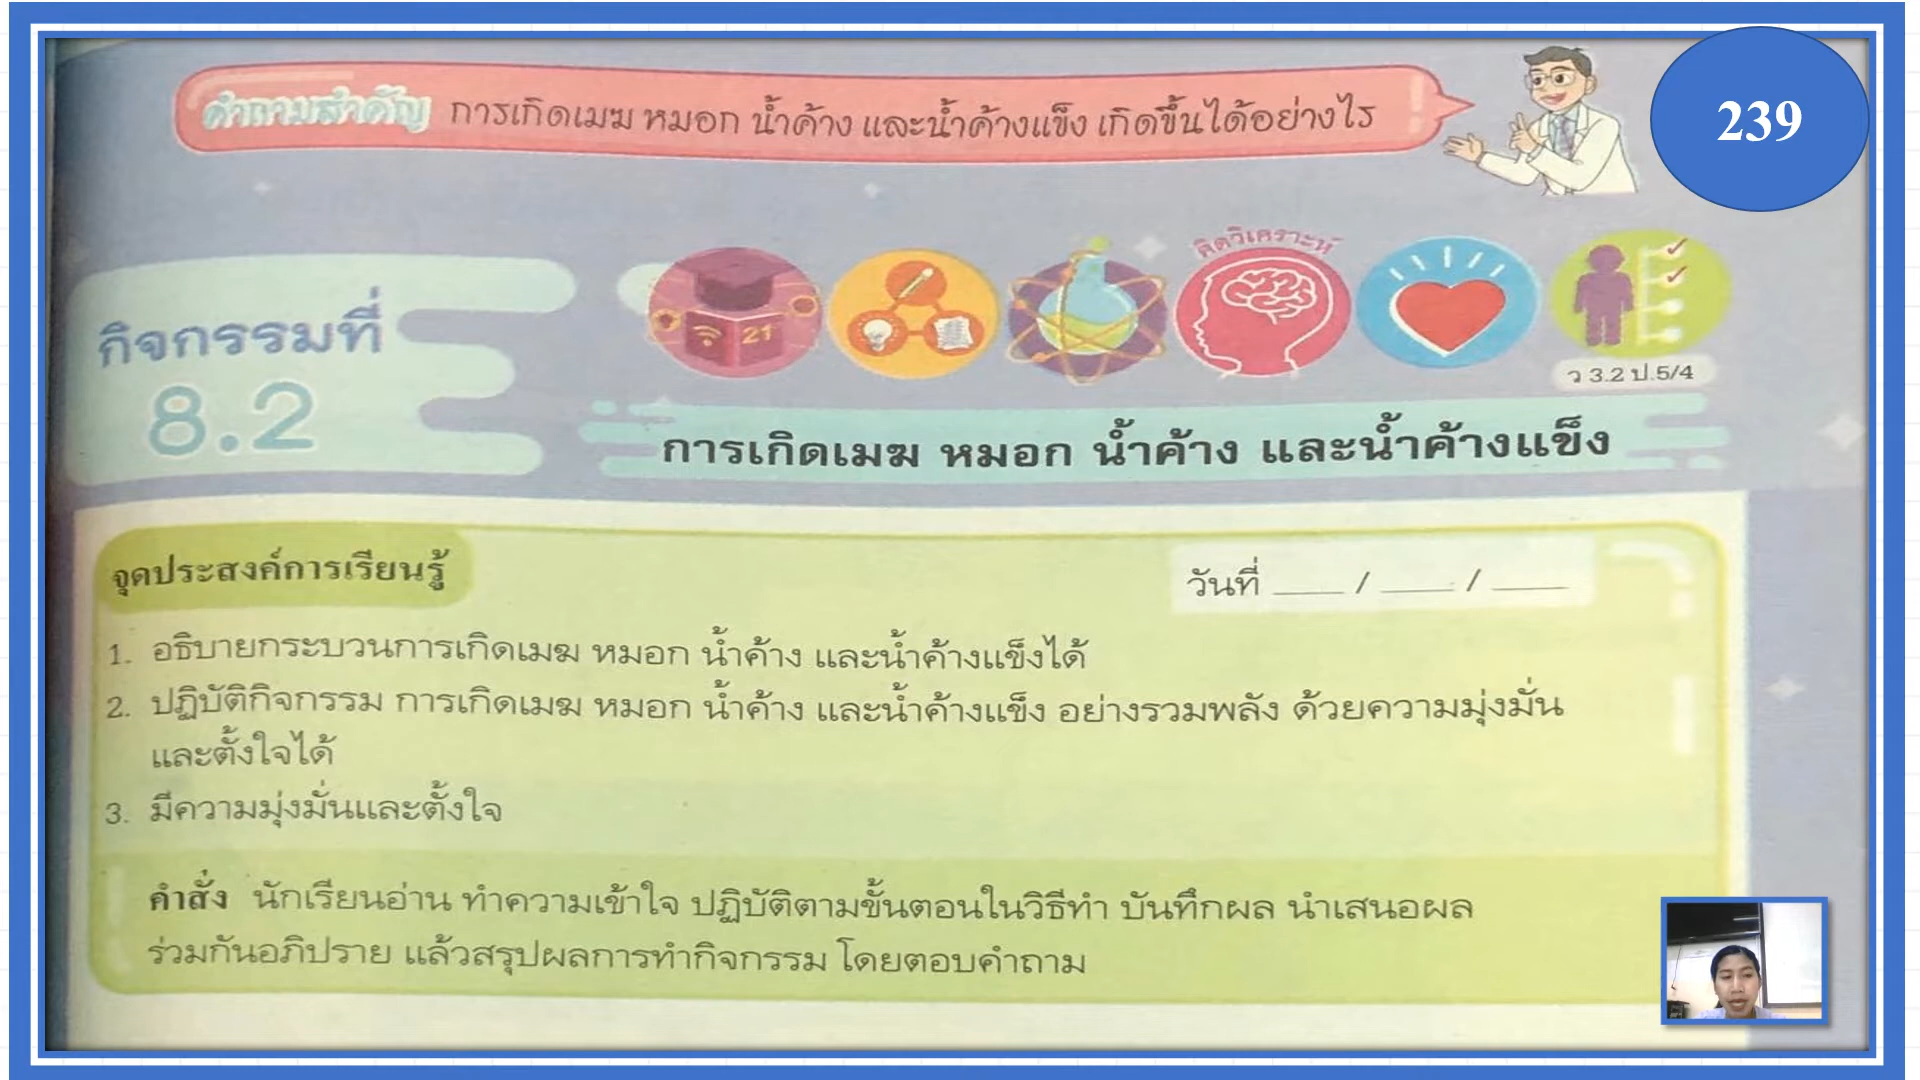 คำถามสำคัญ การเกิดเมฆ หมอก น้ำค้าง และน้ำค้างแข็ง เกิดขึ้นได้อย่างไร
239
คิดวิเคราะห์
21
ว 3.2 ป.5/4
กิจกรรมที่
8.2
การเกิดเมฆ หมอก น้ำค้าง และน้ำค้างแข็ง
จุดประสงค์การเรียนรู้
วันที่ ___ / ___ / ___
1. อธิบายกระบวนการเกิดเมฆ หมอก น้ำค้าง และน้ำค้างแข็งได้
2. ปฏิบัติกิจกรรม การเกิดเมฆ หมอก น้ำค้าง และน้ำค้างแข็ง อย่างรวมพลัง ด้วยความมุ่งมั่น
และตั้งใจได้
3. มีความมุ่งมั่นและตั้งใจ
คำสั่ง นักเรียนอ่าน ทำความเข้าใจ ปฏิบัติตามขั้นตอนในวิธีทำ บันทึกผล นำเสนอผล
ร่วมกันอภิปราย แล้วสรุปผลการทำกิจกรรม โดยตอบคำถาม